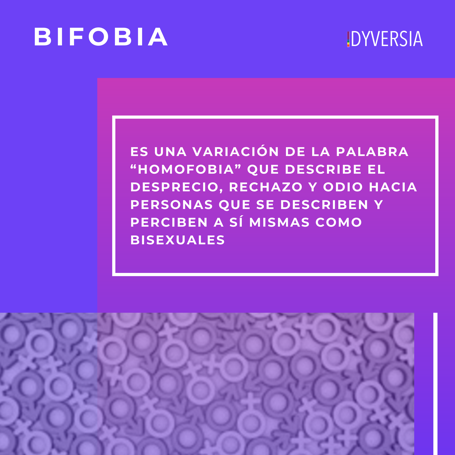 BIFOBIA
DYVERSIA
ES UNA VARIACIÓN DE LA PALABRA
“HOMOFOBIA” QUE DESCRIBE EL
DESPRECIO, RECHAZO Y ODIO HACIA
PERSONAS QUE SE DESCRIBEN Y
PERCIBEN A SÍ MISMAS COMO
BISEXUALES